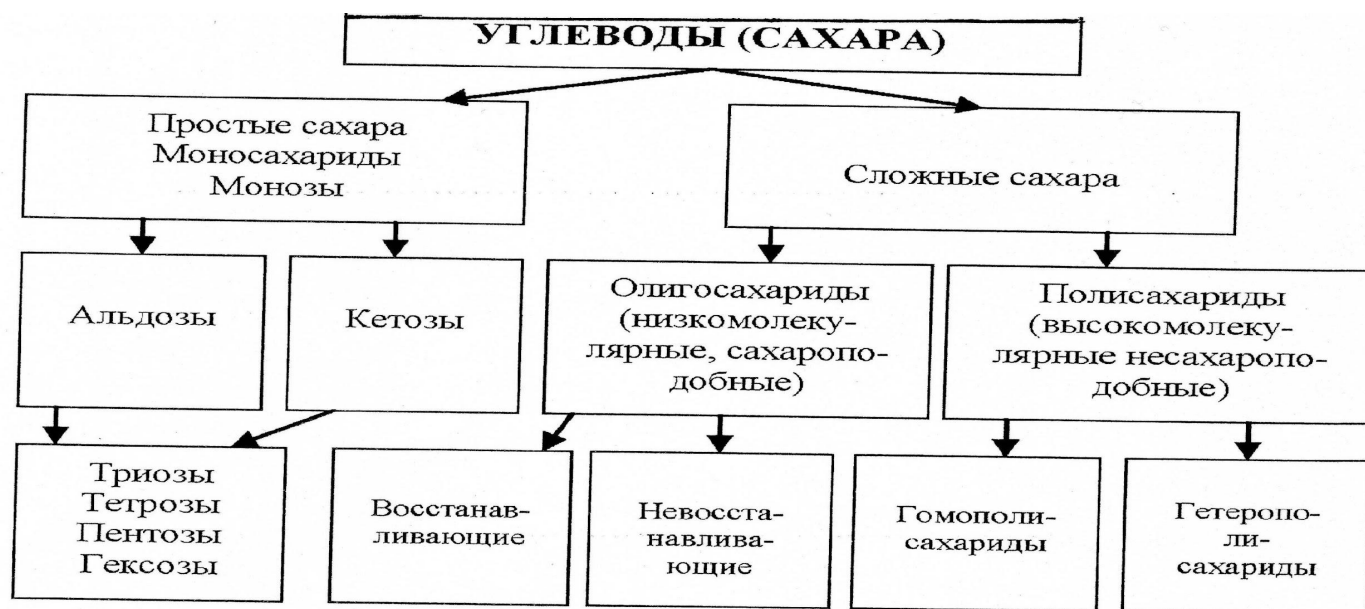 УГЛЕВОДЫ (САХАРА)
Простые сахара
Моносахариды
Монозы
Сложные сахара
Альдозы
Кетозы
Олигосахариды
(низкомолеку-
лярные, сахаропо-
добные)
Полисахариды
(высокомолеку-
лярные несахаропо-
добные)
Триозы
Тетрозы
Пентозы
Гексозы
Восстанав-
ливающие
Невосста-
навлива-
ющие
Гомополи-
сахариды
Гетеропо-
ли-
сахариды